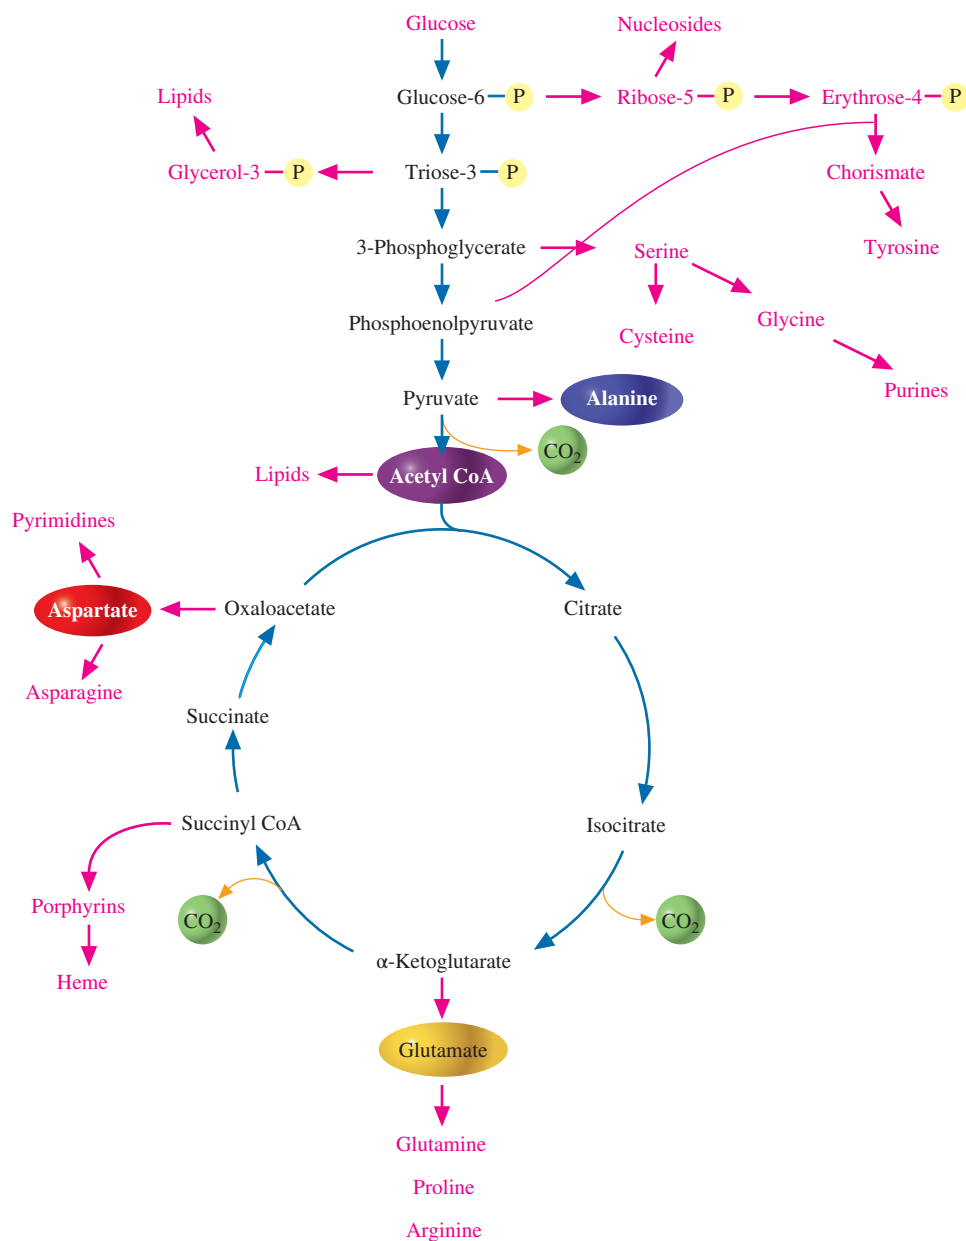 Glucose
Nucleosides
Lipids
Glucose-6 P
Ribose-5 P
Erythrose-4 P
Glycerol-3 P
Triose-3 P
Chorismate
3-Phosphoglycerate
Serine
Tyrosine
Phosphoenolpyruvate
Cysteine
Glycine
Pyruvate
Alanine
Purines
CO2
Lipids
Acetyl CoA
Pyrimidines
Aspartate
Oxaloacetate
Citrate
Asparagine
Succinate
Succinyl CoA
Isocitrate
Porphyrins
CO2
CO2
α-Ketoglutarate
Heme
Glutamate
Glutamine
Proline
Arginine